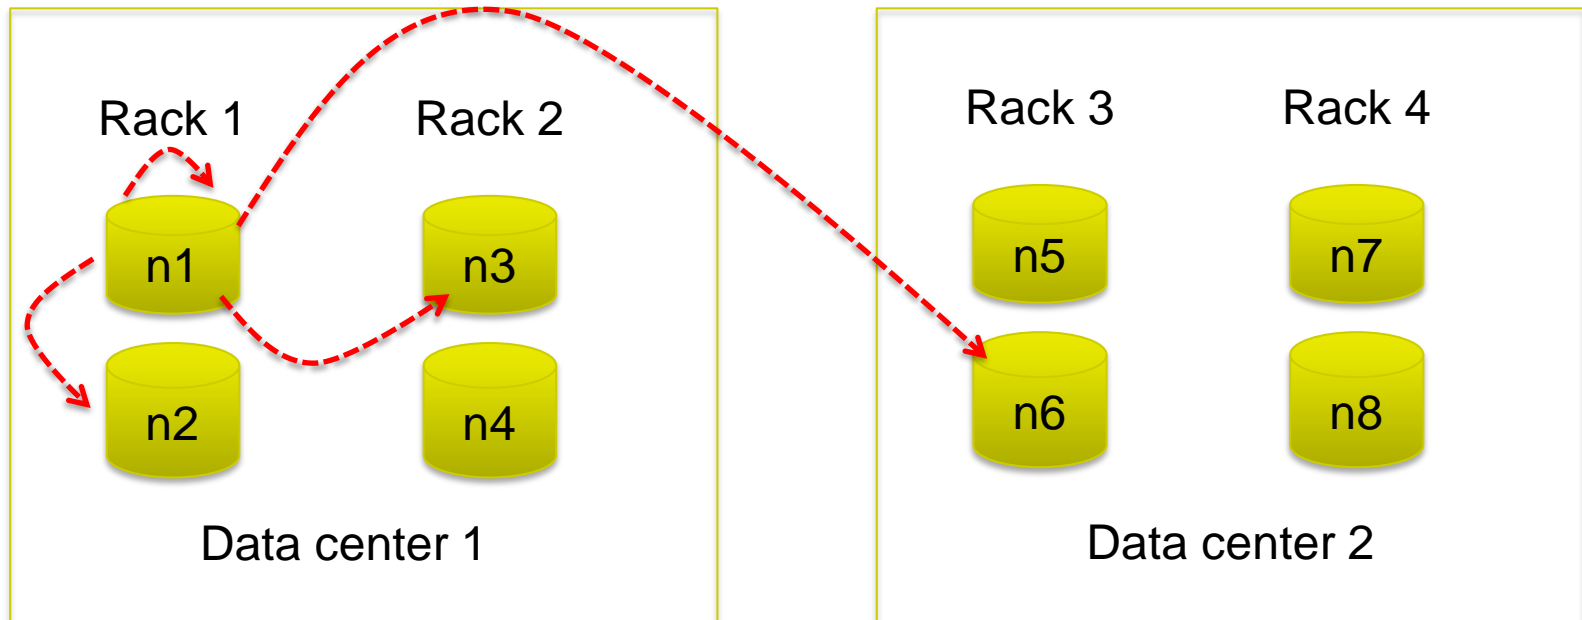 Rack 1
Rack 2
n1
n3
n2
n4
Data center 1
Rack 3
Rack 4
n5
n7
n6
n8
Data center 2